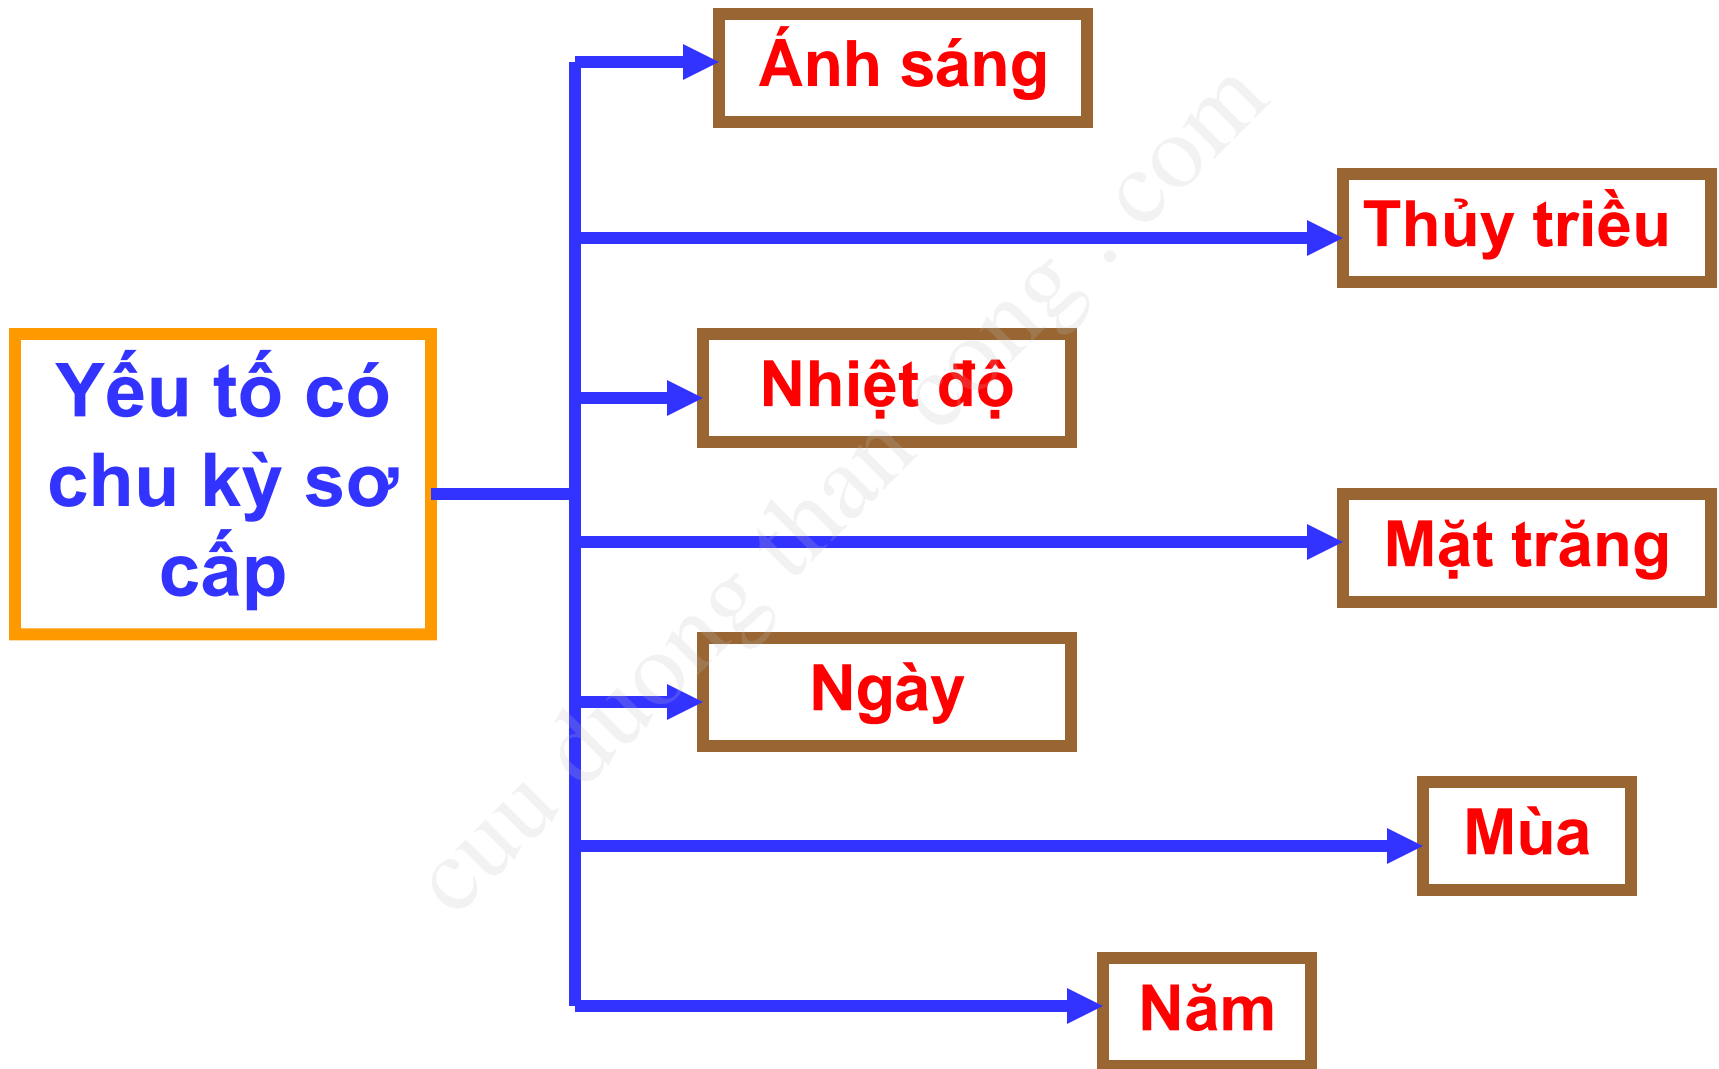 Ánh sáng
Thủy triều
Yếu tố có
chu kỳ sơ
cấp
Nhiệt độ
Mặt trăng
Ngày
Mùa
Năm
cuu duong than cong . com